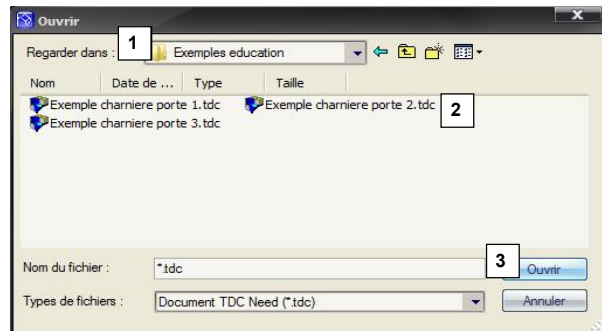 Ouvrir
Regarder dans : 1 Exemples education
Nom Date de ... Type Taille
Exemple charniere porte 1.tdc Exemple charniere porte 2.tdc 2
Exemple charniere porte 3.tdc
Nom du fichier : *.tdc 3 Ouvrir
Types de fichiers : Document TDC Need (*.tdc) Annuler